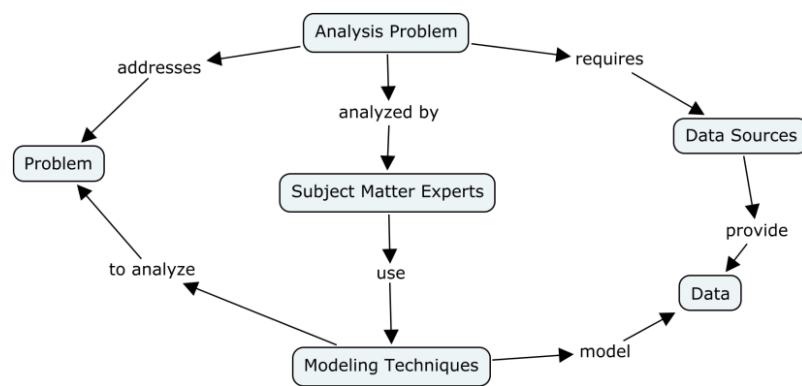 Analysis Problem
addresses
requires
analyzed by
Data Sources
Problem
Subject Matter Experts
provide
to analyze
use
Data
model
Modeling Techniques